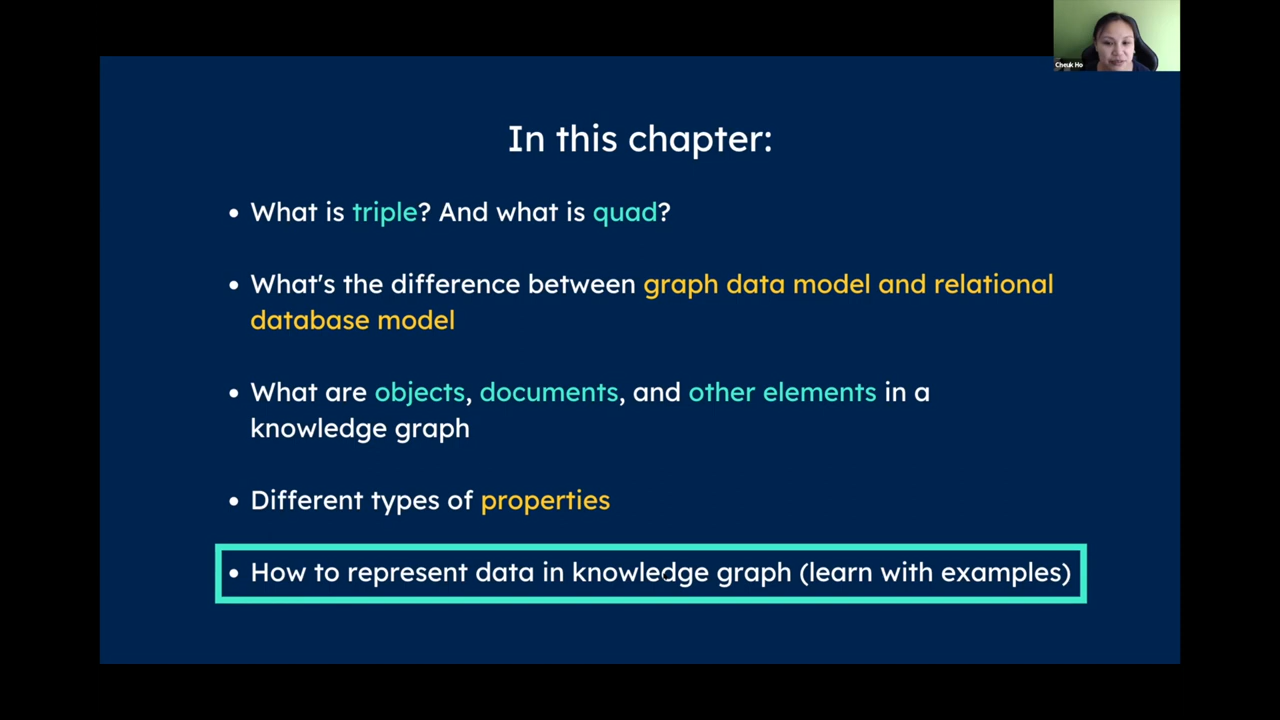 Cheuk Ho
In this chapter:
• What is triple? And what is quad?
• What's the difference between graph data model and relational
database model
• What are objects, documents, and other elements in a
knowledge graph
• Different types of properties
• How to represent data in knowledge graph (learn with examples)